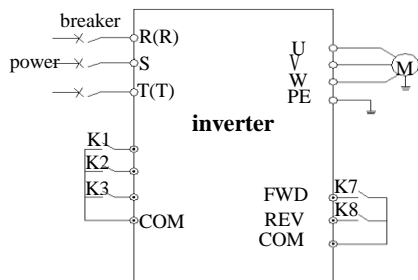 breaker
R(R)
power
S
T(T)
U
V
W
PE
M
inverter
K1
K2
K3
COM
FWD
K7
REV
K8
COM